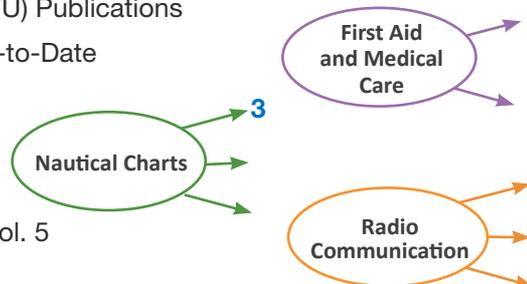 U) Publications
-to-Date
ol. 5
First Aid
and Medical
Care
3
Nautical Charts
Radio
Communication